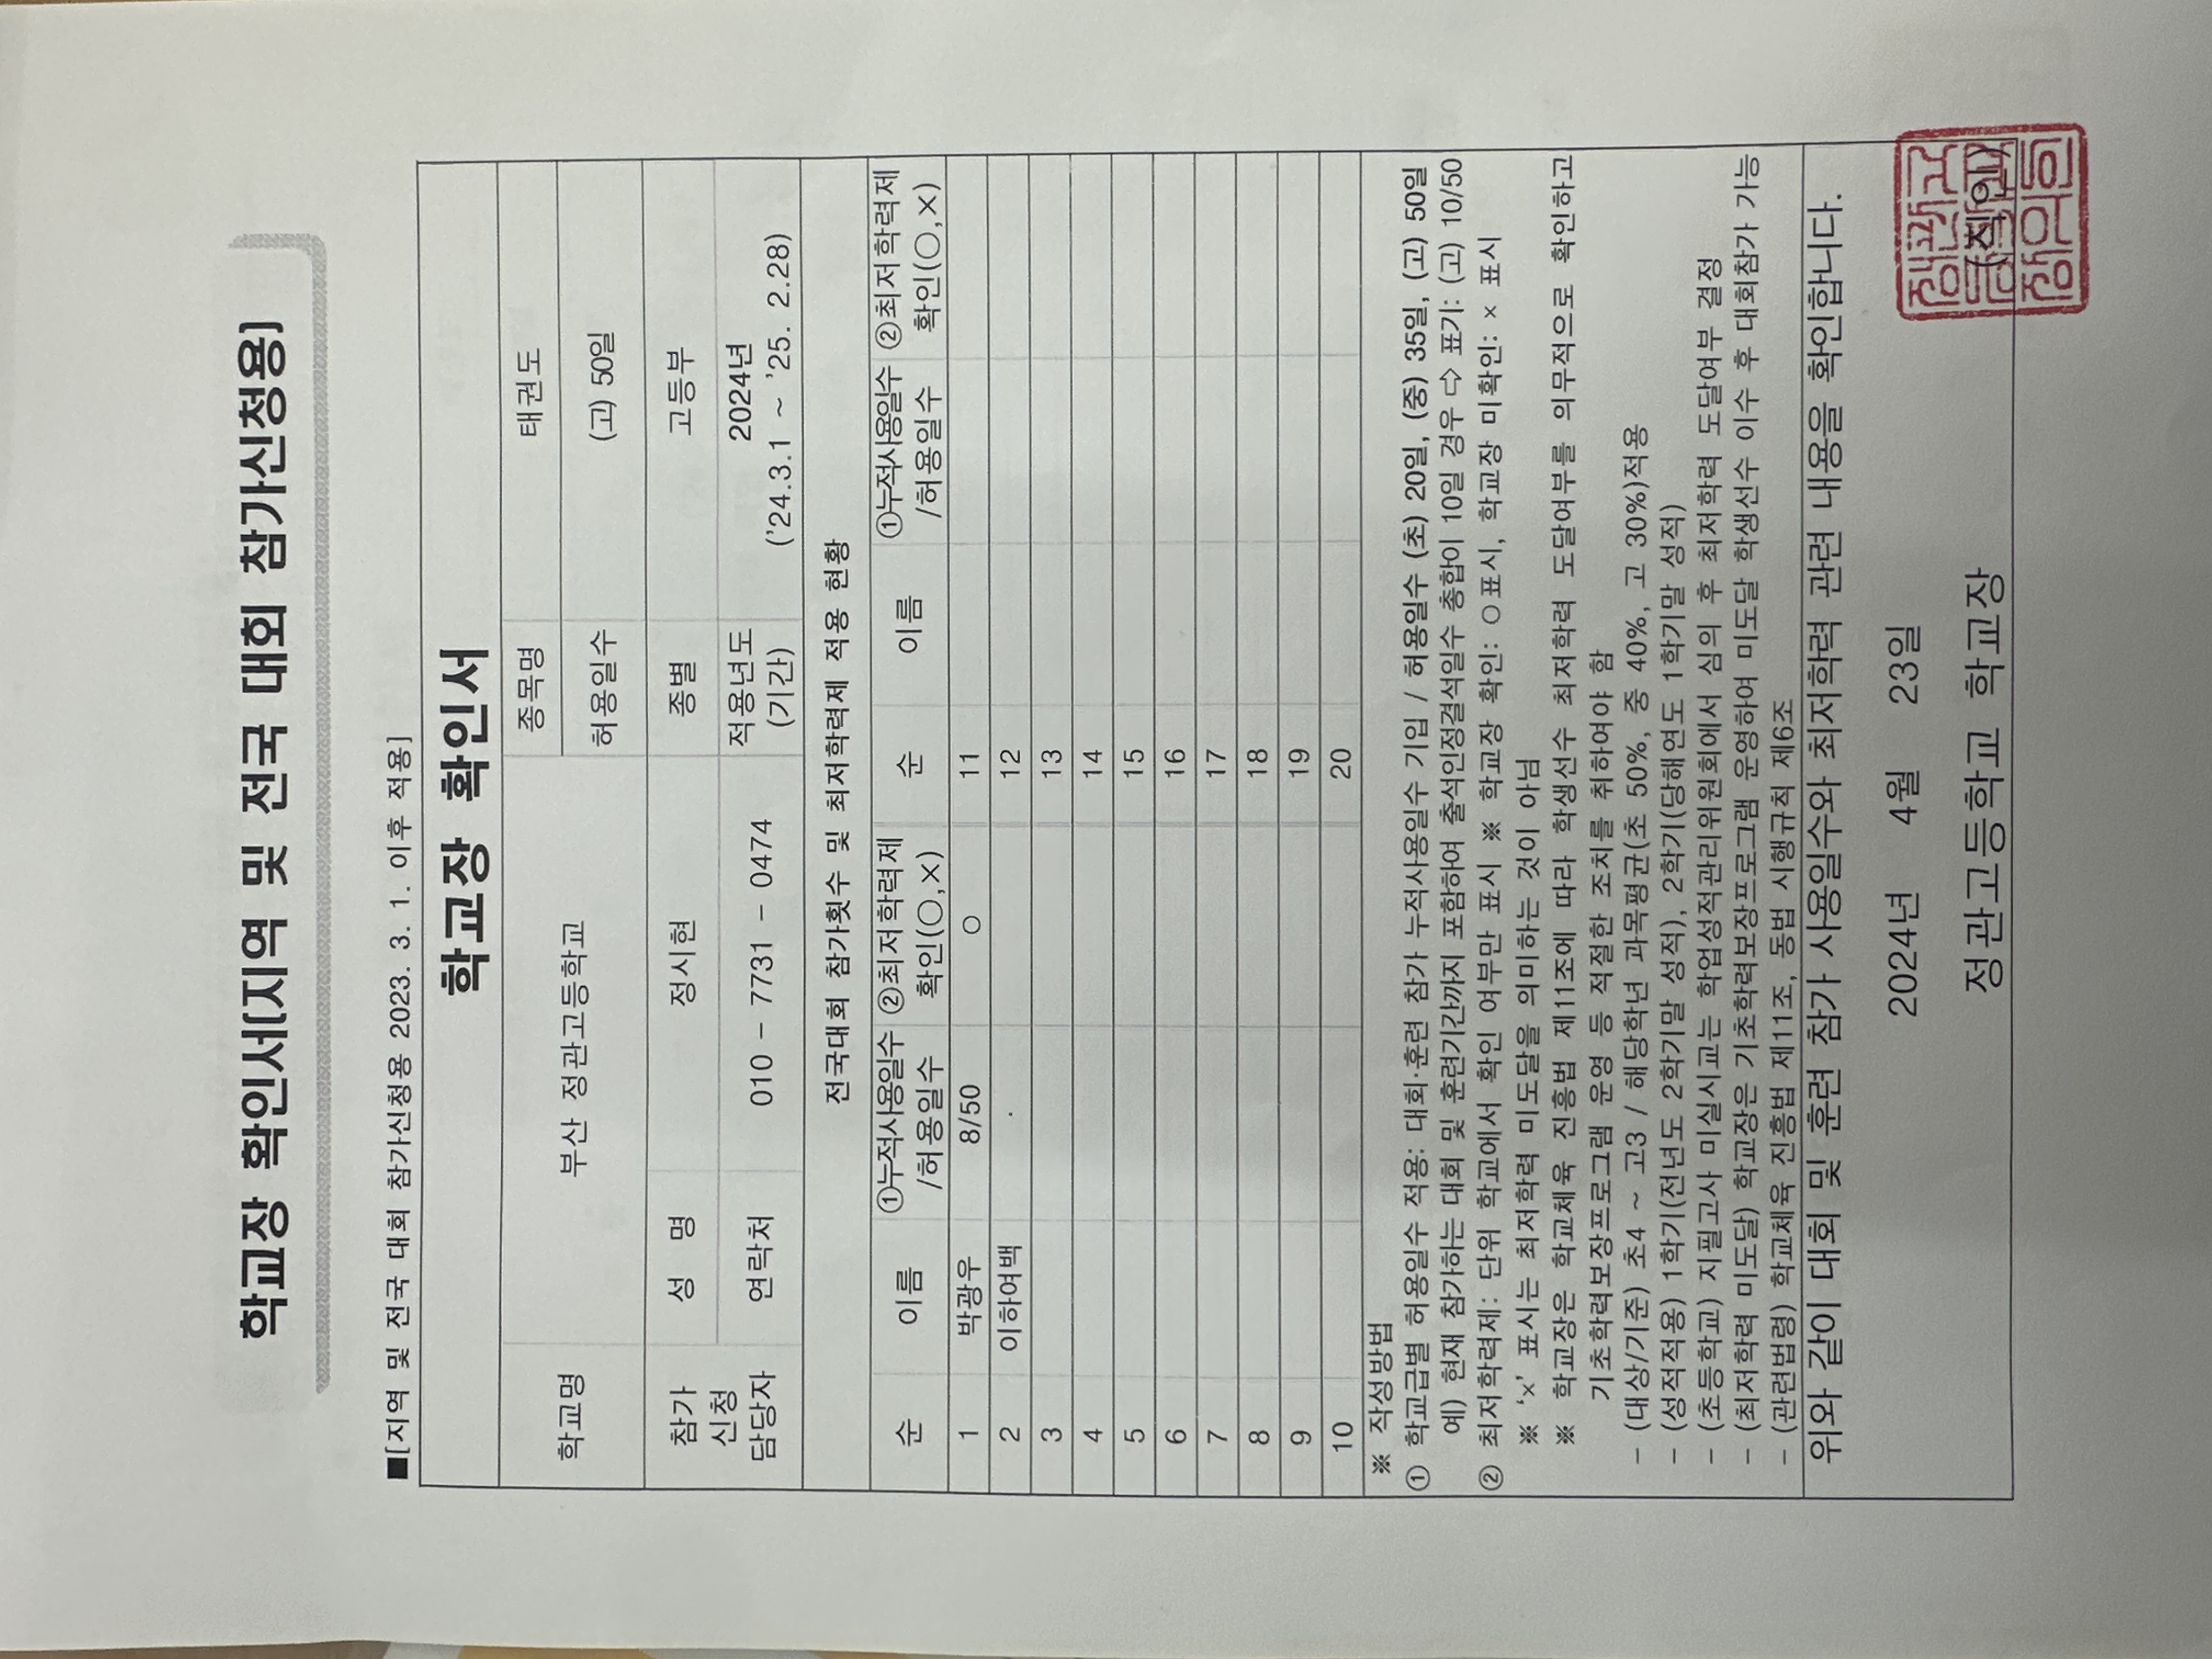 학교장 확인서[지역 및 전국 대회 참가신청용]
■[지역 및 전국 대회 참가신청용 2023. 3. 1. 이후 적용]
학교장 확인서
학교명 부산 정관고등학교 종목명 태권도
허용일수 (고) 50일
참가 신청 담당자 성 명 정시현 종별 고등부
연락처 010 - 7731 - 0474 적용년도 (기간) 2024년 ('24.3.1 ~ '25. 2.28)
전국대회 참가횟수 및 최저학력제 적용 현황
순 이름 ①누적사용일수 /허용일수 ②최저학력제 확인(○,×) 순 이름 ①누적사용일수 /허용일수 ②최저학력제 확인(○,×)
1 박광우 8/50 ○ 11
2 이하여백 12
3 13
4 14
5 15
6 16
7 17
8 18
9 19
10 20
※ 작성방법
① 학교급별 허용일수 적용: 대회·훈련 참가 누적사용일수 기입 / 허용일수 (초) 20일, (중) 35일, (고) 50일
예) 현재 참가하는 대회 및 훈련기간까지 포함하여 출석인정결석일수 총합이 10일 경우 ⇨ 표기: (고) 10/50
② 최저학력제: 단위 학교에서 확인 여부만 표시 ※ 학교장 확인: ○표시, 학교장 미확인: × 표시
※ '×' 표시는 최저학력 미도달을 의미하는 것이 아님
※ 학교장은 학교체육 진흥법 제11조에 따라 학생선수 최저학력 도달여부를 의무적으로 확인하고
기초학력보장프로그램 운영 등 적절한 조치를 취하여야 함
- (대상/기준) 초4 ~ 고3 / 해당학년 과목평균(초 50%, 중 40%, 고 30%)적용
- (성적적용) 1학기(전년도 2학기말 성적), 2학기(당해연도 1학기말 성적)
- (초등학교) 지필고사 미실시교는 학업성적관리위원회에서 심의 후 최저학력 도달여부 결정
- (최저학력 미도달) 학교장은 기초학력보장프로그램 운영하여 미도달 학생선수 이수 후 대회참가 가능
- (관련법령) 학교체육 진흥법 제11조, 동법 시행규칙 제6조
위와 같이 대회 및 훈련 참가 사용일수와 최저학력 관련 내용을 확인합니다.
2024년 4월 23일
정관고등학교 학교장 (직인)